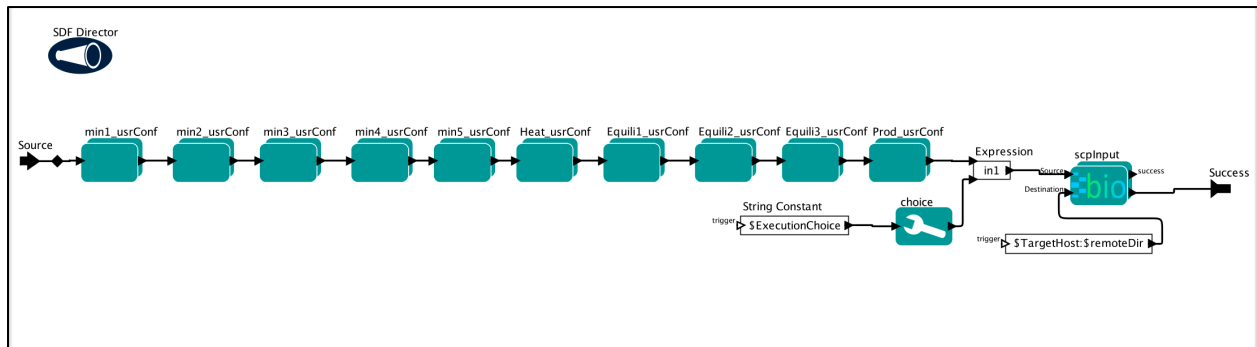 SDF Director
Source
min1_usrConf
min2_usrConf
min3_usrConf
min4_usrConf
min5_usrConf
Heat_usrConf
Equili1_usrConf
Equili2_usrConf
Equili3_usrConf
Prod_usrConf
Expression
in1
scpInput
Source
success
Destination
bio
Success
String Constant
trigger
$ExecutionChoice
choice
trigger
$TargetHost:$remoteDir